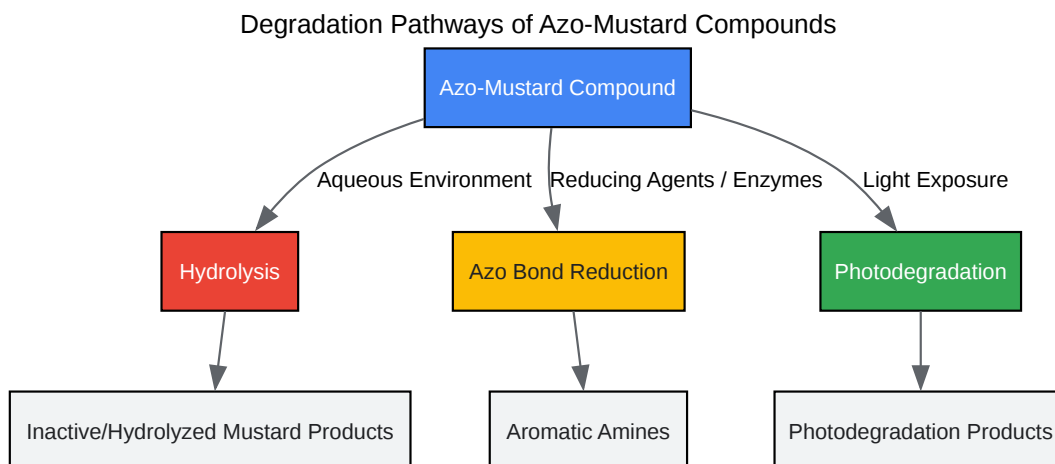 Degradation Pathways of Azo-Mustard Compounds
Azo-Mustard Compound
Aqueous Environment
Reducing Agents / Enzymes
Light Exposure
Hydrolysis
Azo Bond Reduction
Photodegradation
Inactive/Hydrolyzed Mustard Products
Aromatic Amines
Photodegradation Products